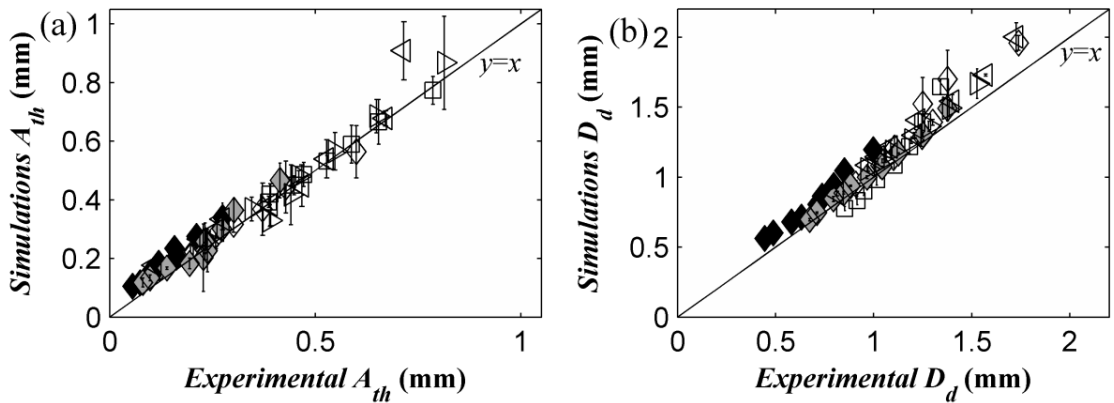 (a)
1
0.8
0.6
0.4
0.2
0
0
0.5
1
y=x
Simulations A_th (mm)
Experimental A_th (mm)
(b)
2
1.5
1
0.5
0
0
0.5
1
1.5
2
y=x
Simulations D_d (mm)
Experimental D_d (mm)